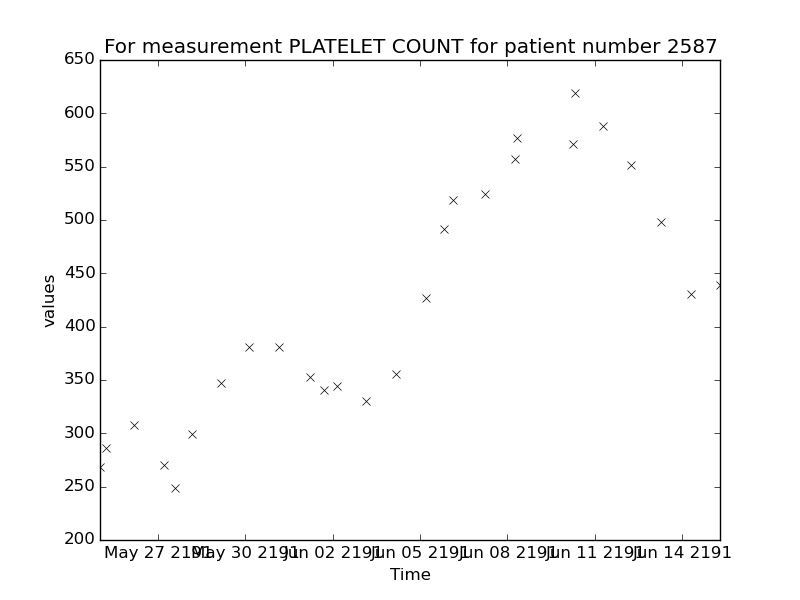 For measurement PLATELET COUNT for patient number 2587
650
600
550
500
450
400
350
300
250
200
values
May 27 2191 May 30 2191 Jun 02 2191 Jun 05 2191 Jun 08 2191 Jun 11 2191 Jun 14 2191
Time